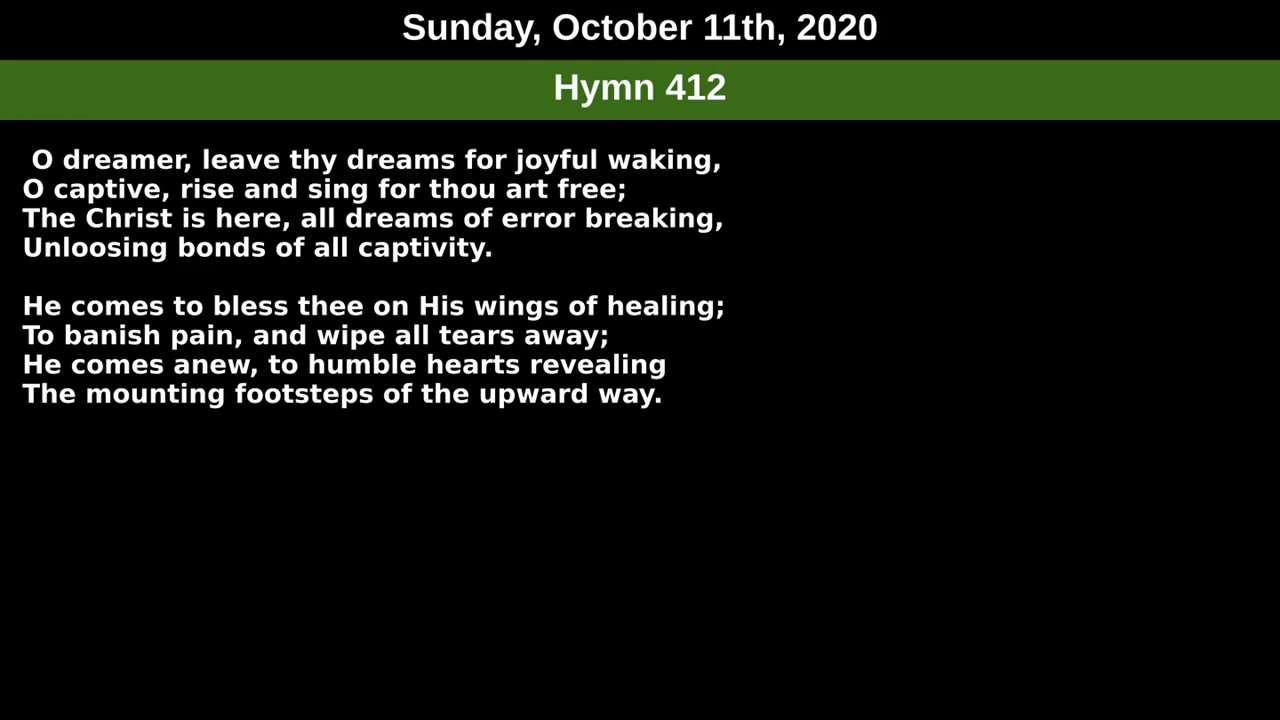 Sunday, October 11th, 2020
Hymn 412
O dreamer, leave thy dreams for joyful waking,
O captive, rise and sing for thou art free;
The Christ is here, all dreams of error breaking,
Unloosing bonds of all captivity.
He comes to bless thee on His wings of healing;
To banish pain, and wipe all tears away;
He comes anew, to humble hearts revealing
The mounting footsteps of the upward way.